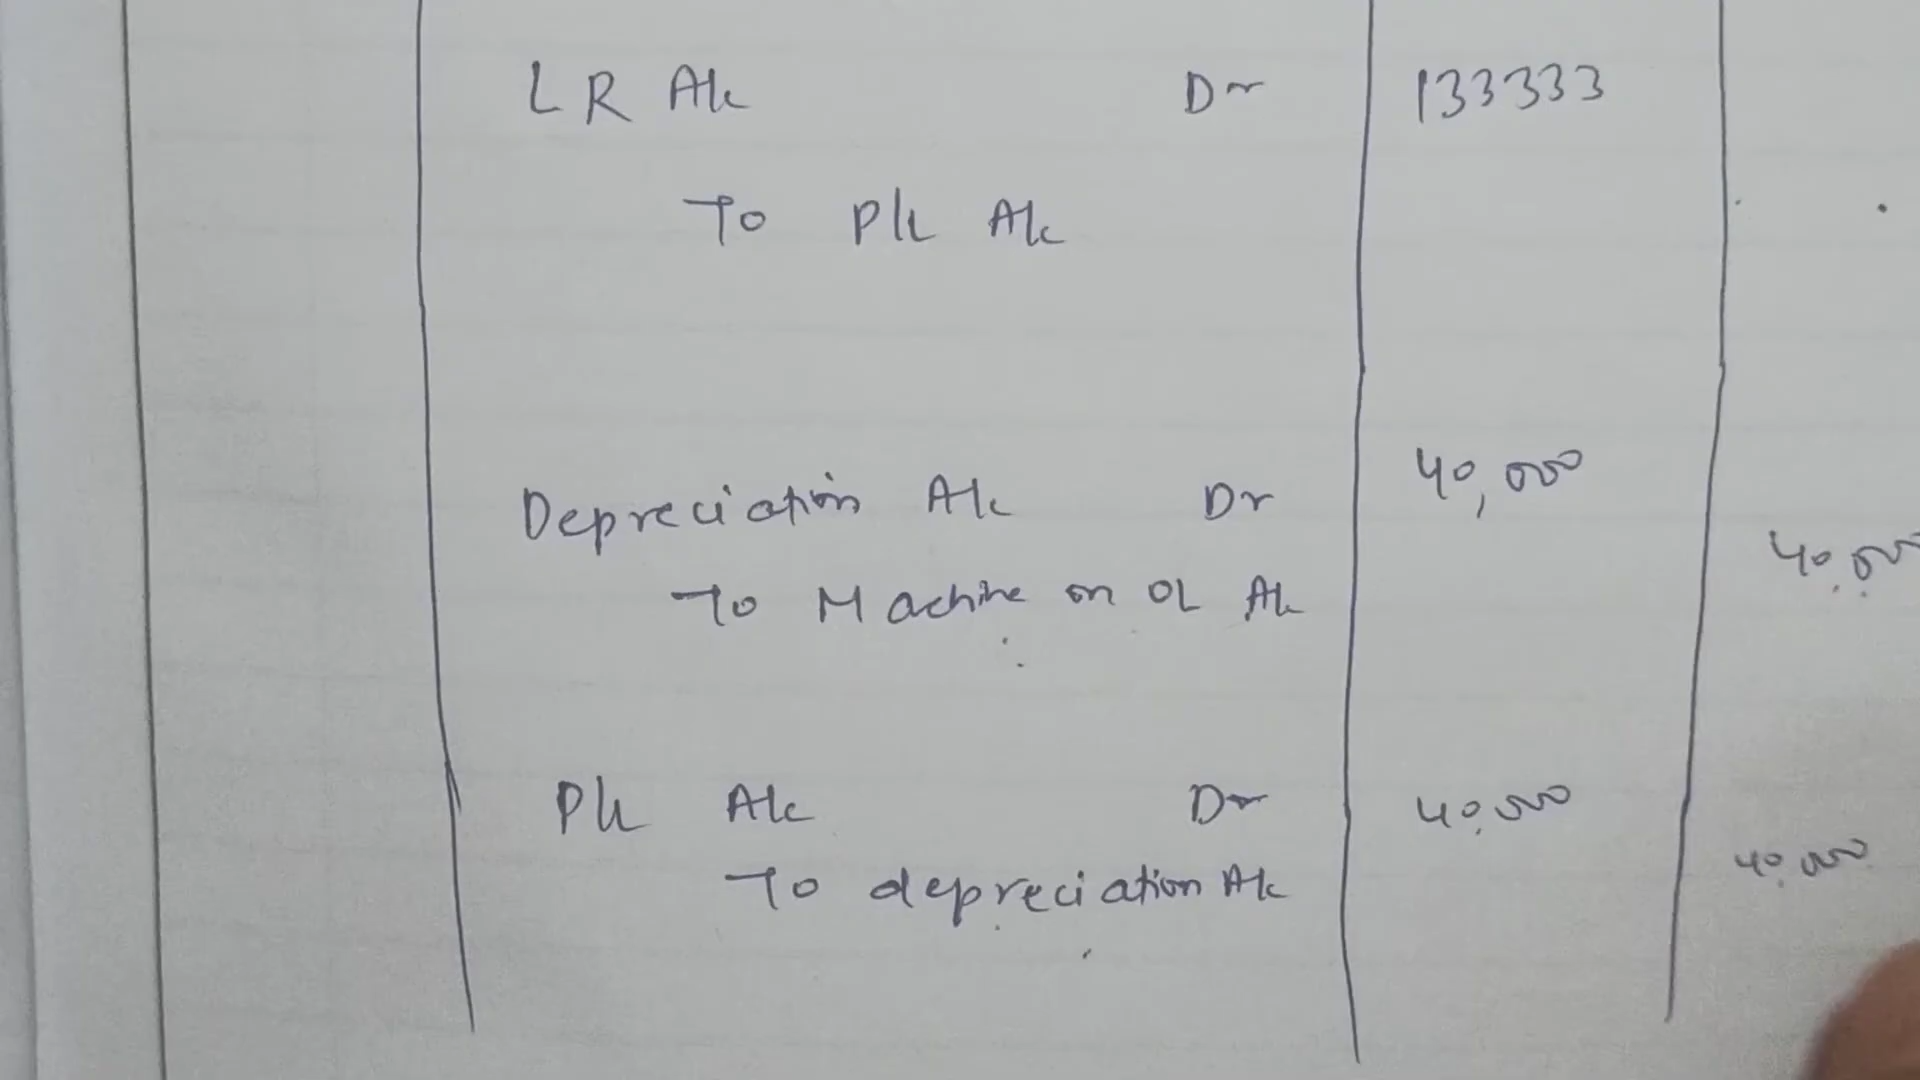 L R A/c Dr 133333
To P/L A/c
Depreciation A/c Dr 40,000
To Machine on OL A/c 40,000
P/L A/c Dr 40,000
To depreciation A/c 40,000